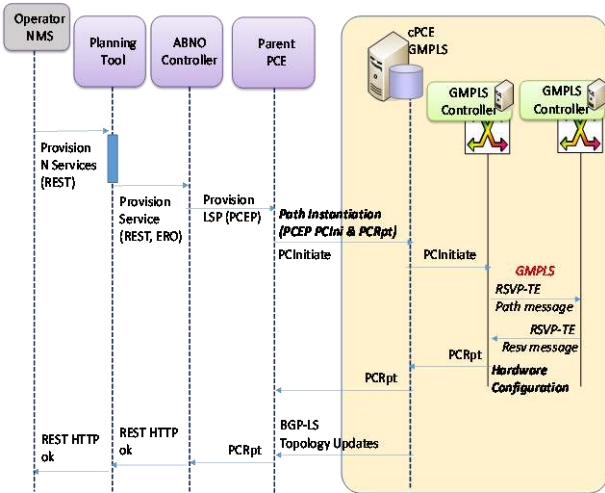 Operator
NMS
Planning
Tool
ABNO
Controller
Parent
PCE
cPCE
GMPLS
GMPLS
Controller
GMPLS
Controller
Provision
N Services
(REST)
Provision
Service
(REST, ERO)
Provision
LSP (PCEP)
Path Instantiation
(PCEP PCIni & PCRpt)
PCInitiate
PCInitiate
GMPLS
RSVP-TE
Path message
RSVP-TE
Resv message
PCRpt
Hardware
Configuration
PCRpt
BGP-LS
Topology Updates
PCRpt
REST HTTP
ok
REST HTTP
ok